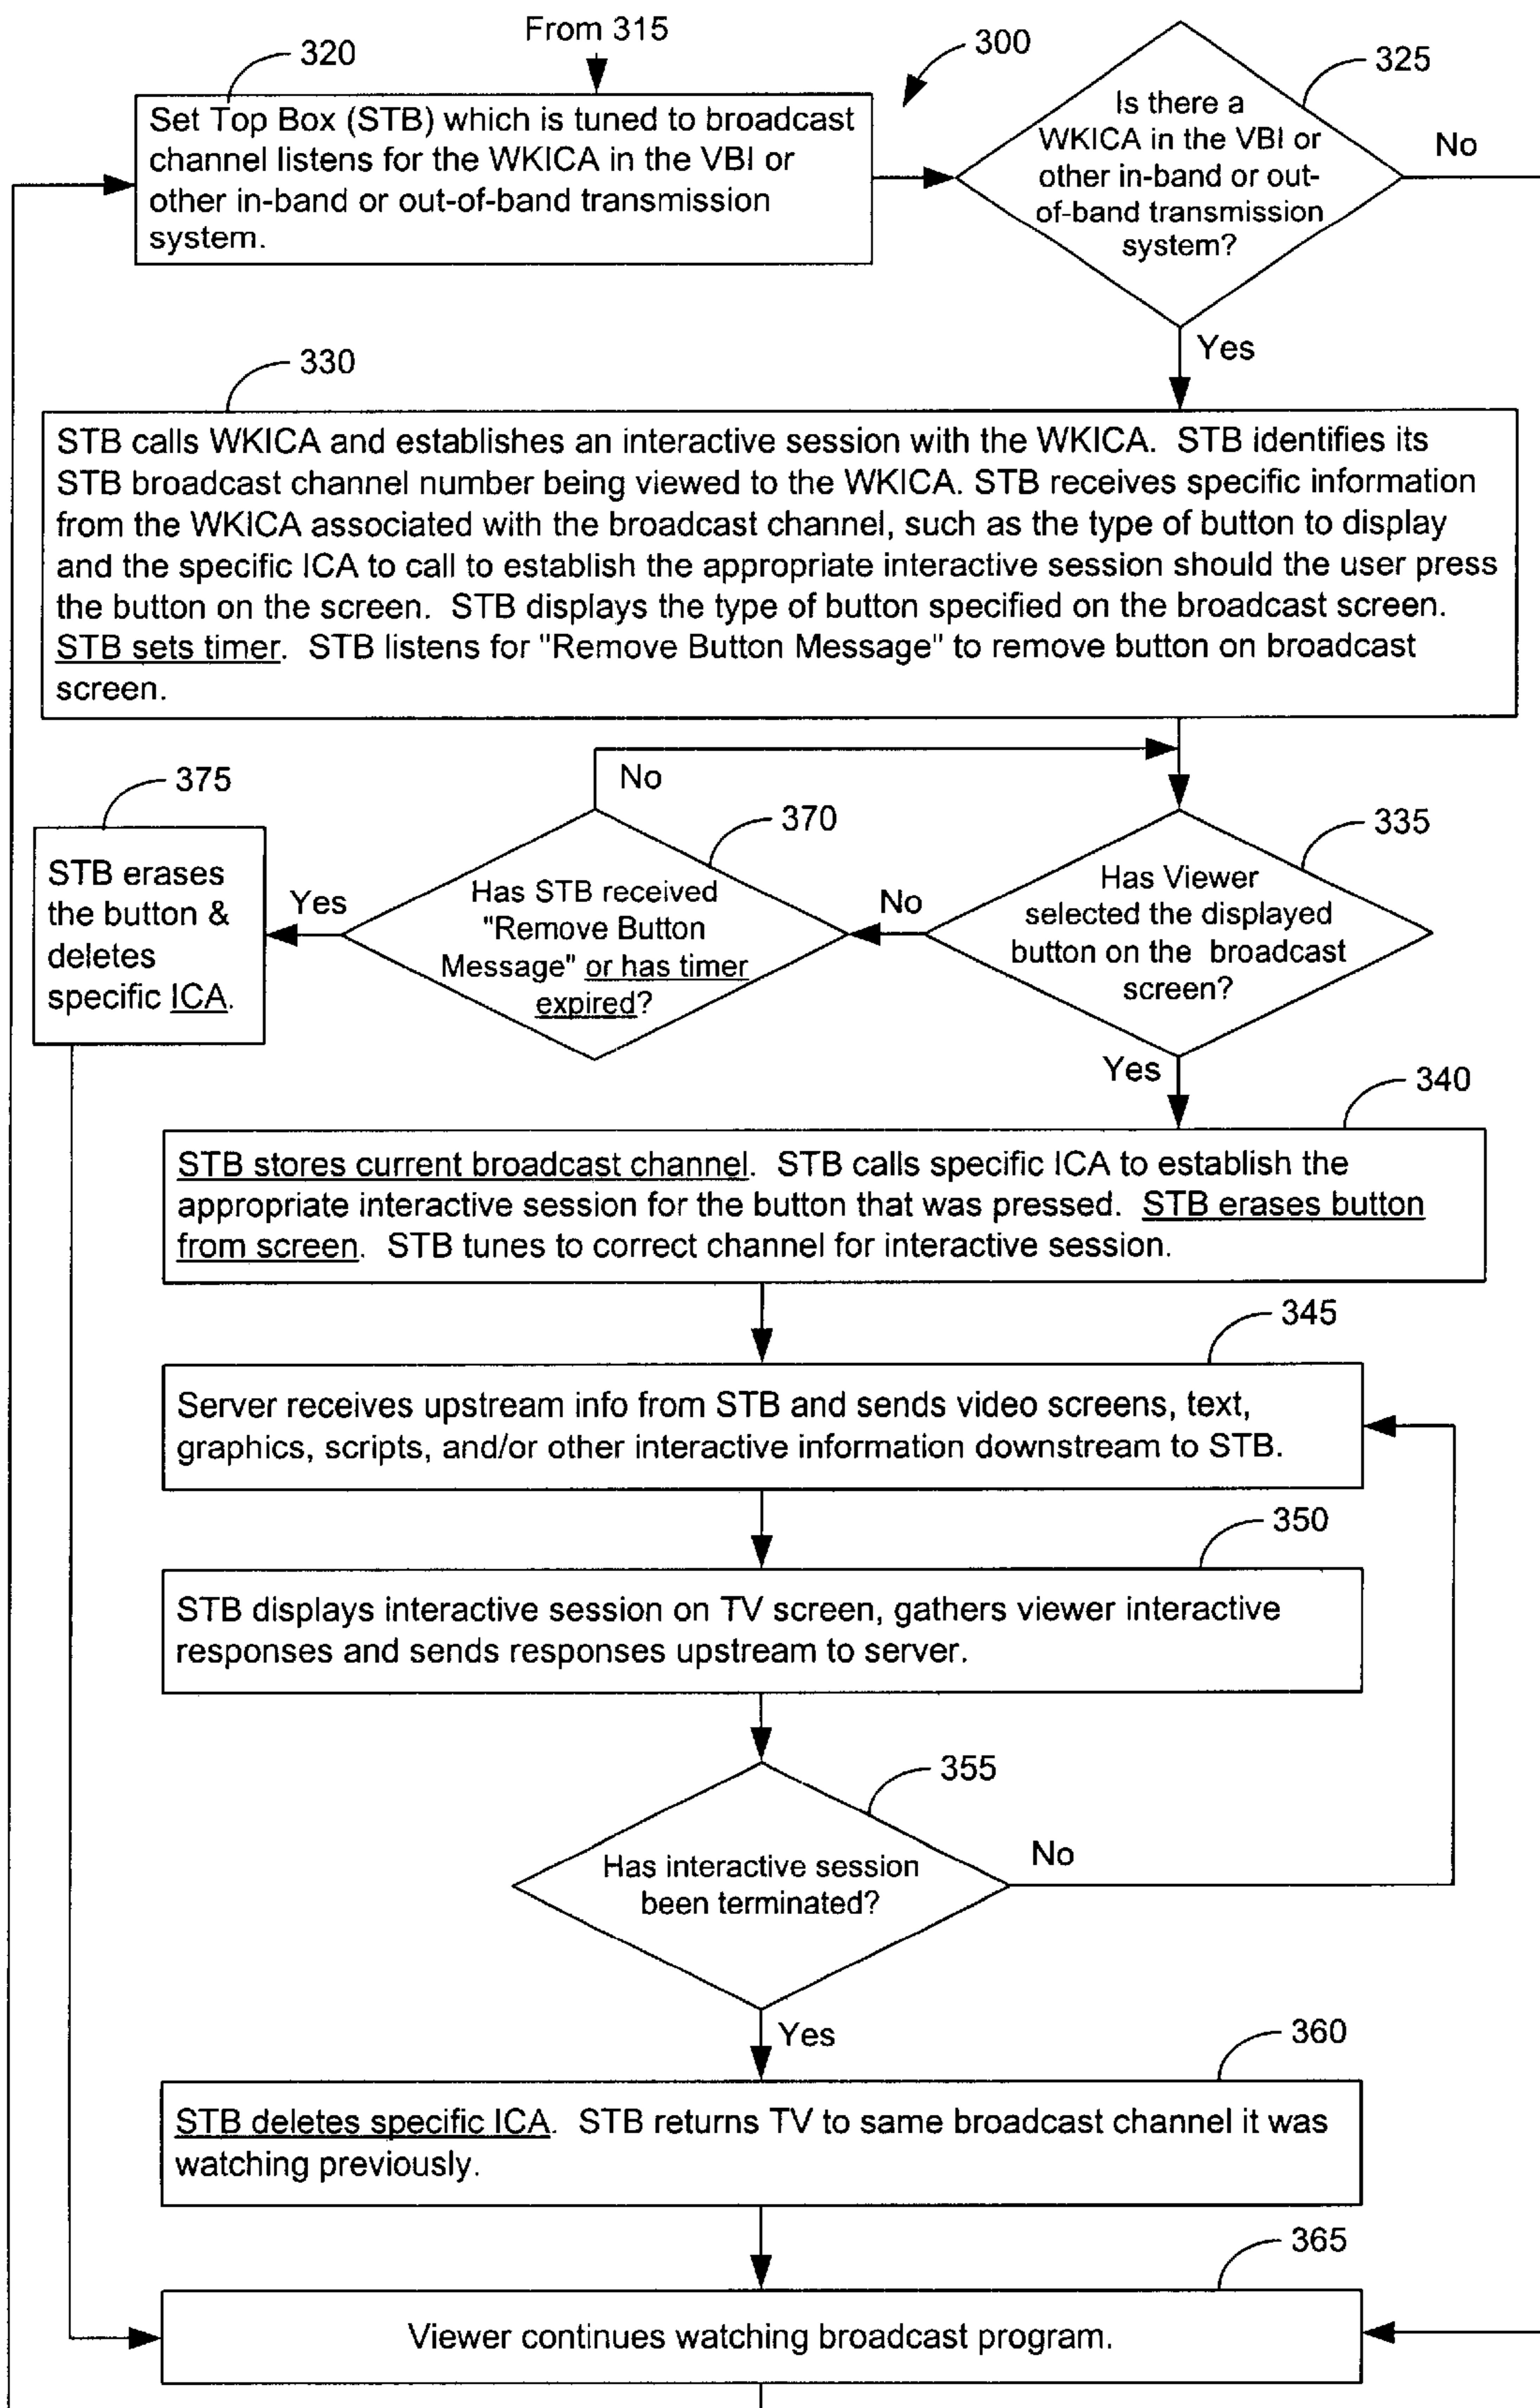 From 315
300
320
Set Top Box (STB) which is tuned to broadcast
channel listens for the WKICA in the VBI or
other in-band or out-of-band transmission
system.
325
Is there a
WKICA in the VBI or
other in-band or out-
of-band transmission
system?
No
Yes
330
STB calls WKICA and establishes an interactive session with the WKICA. STB identifies its
STB broadcast channel number being viewed to the WKICA. STB receives specific information
from the WKICA associated with the broadcast channel, such as the type of button to display
and the specific ICA to call to establish the appropriate interactive session should the user press
the button on the screen. STB displays the type of button specified on the broadcast screen.
STB sets timer. STB listens for "Remove Button Message" to remove button on broadcast
screen.
335
Has Viewer
selected the displayed
button on the broadcast
screen?
No
Yes
370
Has STB received
"Remove Button
Message" or has timer
expired?
No
Yes
375
STB erases
the button &
deletes
specific ICA.
340
STB stores current broadcast channel. STB calls specific ICA to establish the
appropriate interactive session for the button that was pressed. STB erases button
from screen. STB tunes to correct channel for interactive session.
345
Server receives upstream info from STB and sends video screens, text,
graphics, scripts, and/or other interactive information downstream to STB.
350
STB displays interactive session on TV screen, gathers viewer interactive
responses and sends responses upstream to server.
355
Has interactive session
been terminated?
No
Yes
360
STB deletes specific ICA. STB returns TV to same broadcast channel it was
watching previously.
365
Viewer continues watching broadcast program.